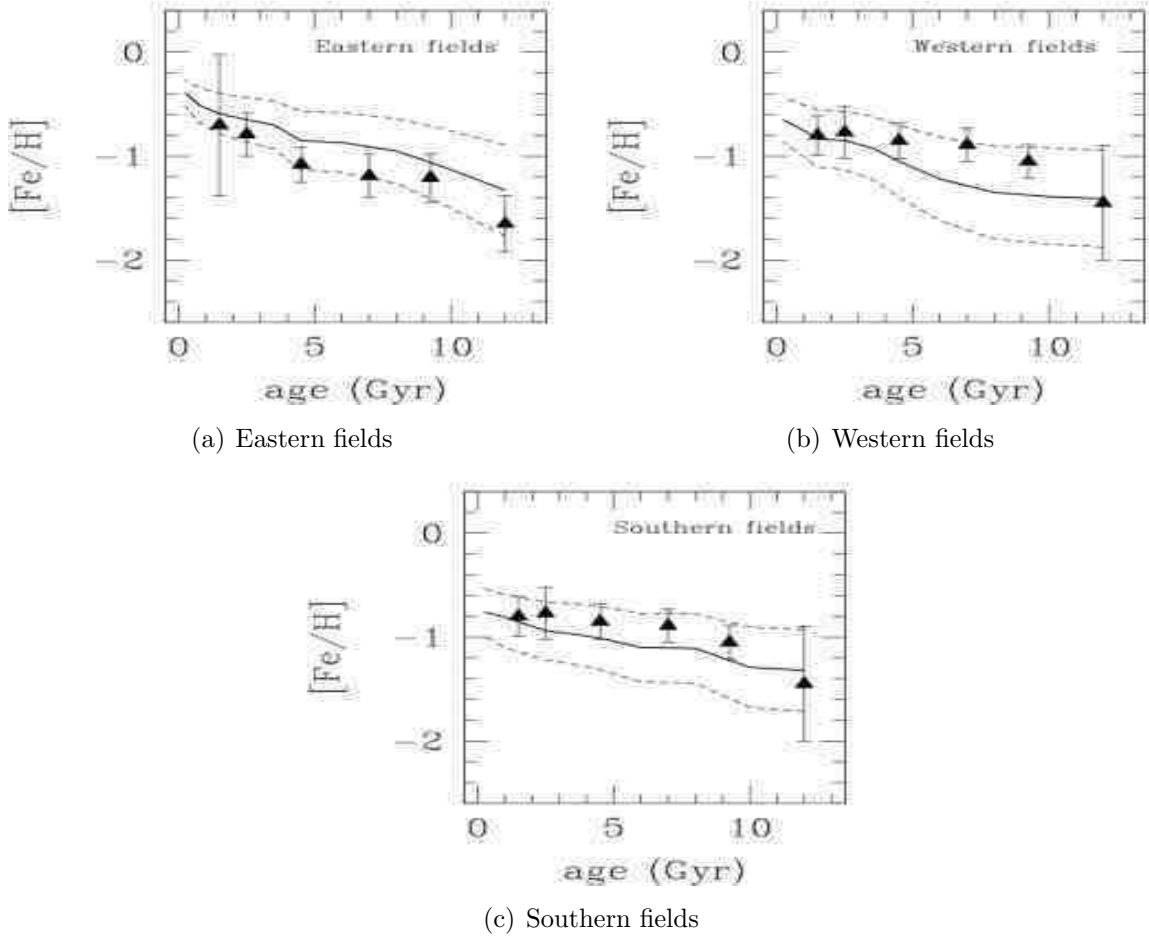 Eastern fields
0
−1
−2
[Fe/H]
0 5 10
age (Gyr)
(a) Eastern fields
Western fields
0
−1
−2
[Fe/H]
0 5 10
age (Gyr)
(b) Western fields
Southern fields
0
−1
−2
[Fe/H]
0 5 10
age (Gyr)
(c) Southern fields